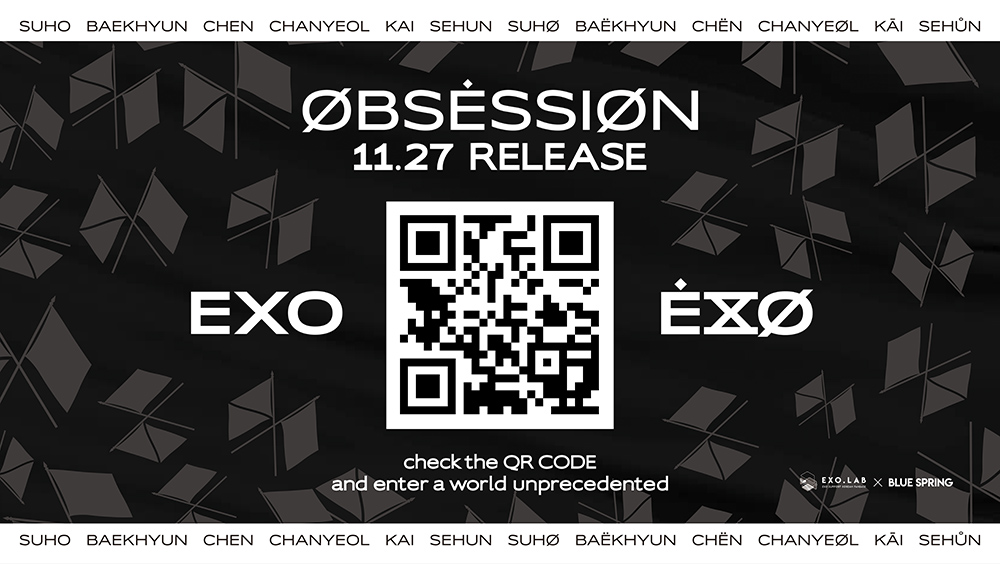 SUHO BAEKHYUN CHEN CHANYEOL KAI SEHUN SUHØ BAËKHYUN CHËN CHANYEØL KĀI SEHŮN
ØBSĖSSIØN
11.27 RELEASE
EXO
ĖXØ
check the QR CODE
and enter a world unprecedented
EXO.LAB × BLUE SPRING
SUHO BAEKHYUN CHEN CHANYEOL KAI SEHUN SUHØ BAËKHYUN CHËN CHANYEØL KĀI SEHŮN